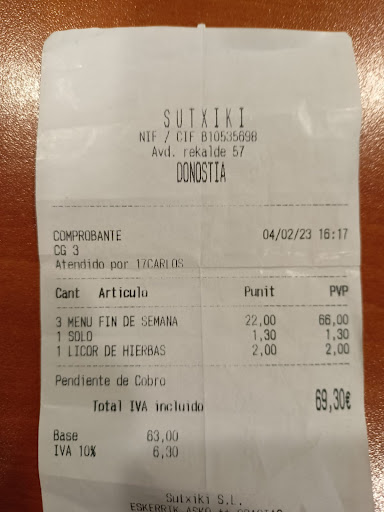 SUTXIKI
NIF / CIF B10535698
Avd. rekalde 57
DONOSTIA
COMPROBANTE 04/02/23 16:17
CG 3
Atendido por 17CARLOS
Cant Articulo Punit PVP
3 MENU FIN DE SEMANA 22,00 66,00
1 SOLO 1,30 1,30
1 LICOR DE HIERBAS 2,00 2,00
Pendiente de Cobro
Total IVA incluido 69,30€
Base 63,00
IVA 10% 6,30
Sutxiki S.L.
ESKERRIK ASKO